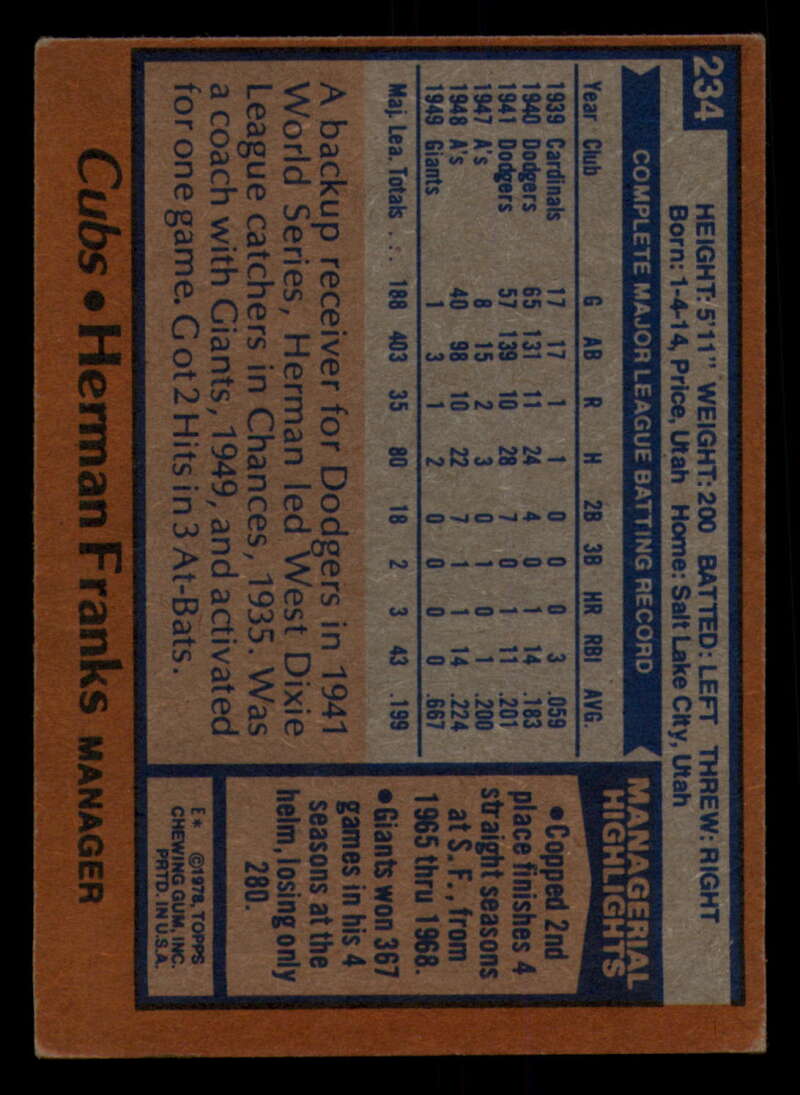 234
HEIGHT: 5'11" WEIGHT: 200 BATTED: LEFT THREW: RIGHT
Born: 1-4-14, Price, Utah Home: Salt Lake City, Utah
COMPLETE MAJOR LEAGUE BATTING RECORD
Year Club G AB R H 2B 3B HR RBI AVG.
1939 Cardinals 17 17 1 1 0 0 0 3 .059
1940 Dodgers 65 131 11 24 4 0 1 14 .183
1941 Dodgers 57 139 10 28 7 0 1 11 .201
1947 A's 8 15 2 3 0 1 0 1 .200
1948 A's 40 98 10 22 7 1 1 14 .224
1949 Giants 1 3 1 2 0 0 0 0 .667
Maj. Lea. Totals ... 188 403 35 80 18 2 3 43 .199
A backup receiver for Dodgers in 1941
World Series, Herman led West Dixie
League catchers in Chances, 1935. Was
a coach with Giants, 1949, and activated
for one game. Got 2 Hits in 3 At-Bats.
MANAGERIAL
HIGHLIGHTS
•Copped 2nd
place finishes 4
straight seasons
at S. F., from
1965 thru 1968.
•Giants won 367
games in his 4
seasons at the
helm, losing only
280.
E* ©1978, TOPPS
CHEWING GUM, INC.
PRTD. IN U.S.A.
Cubs • Herman Franks MANAGER